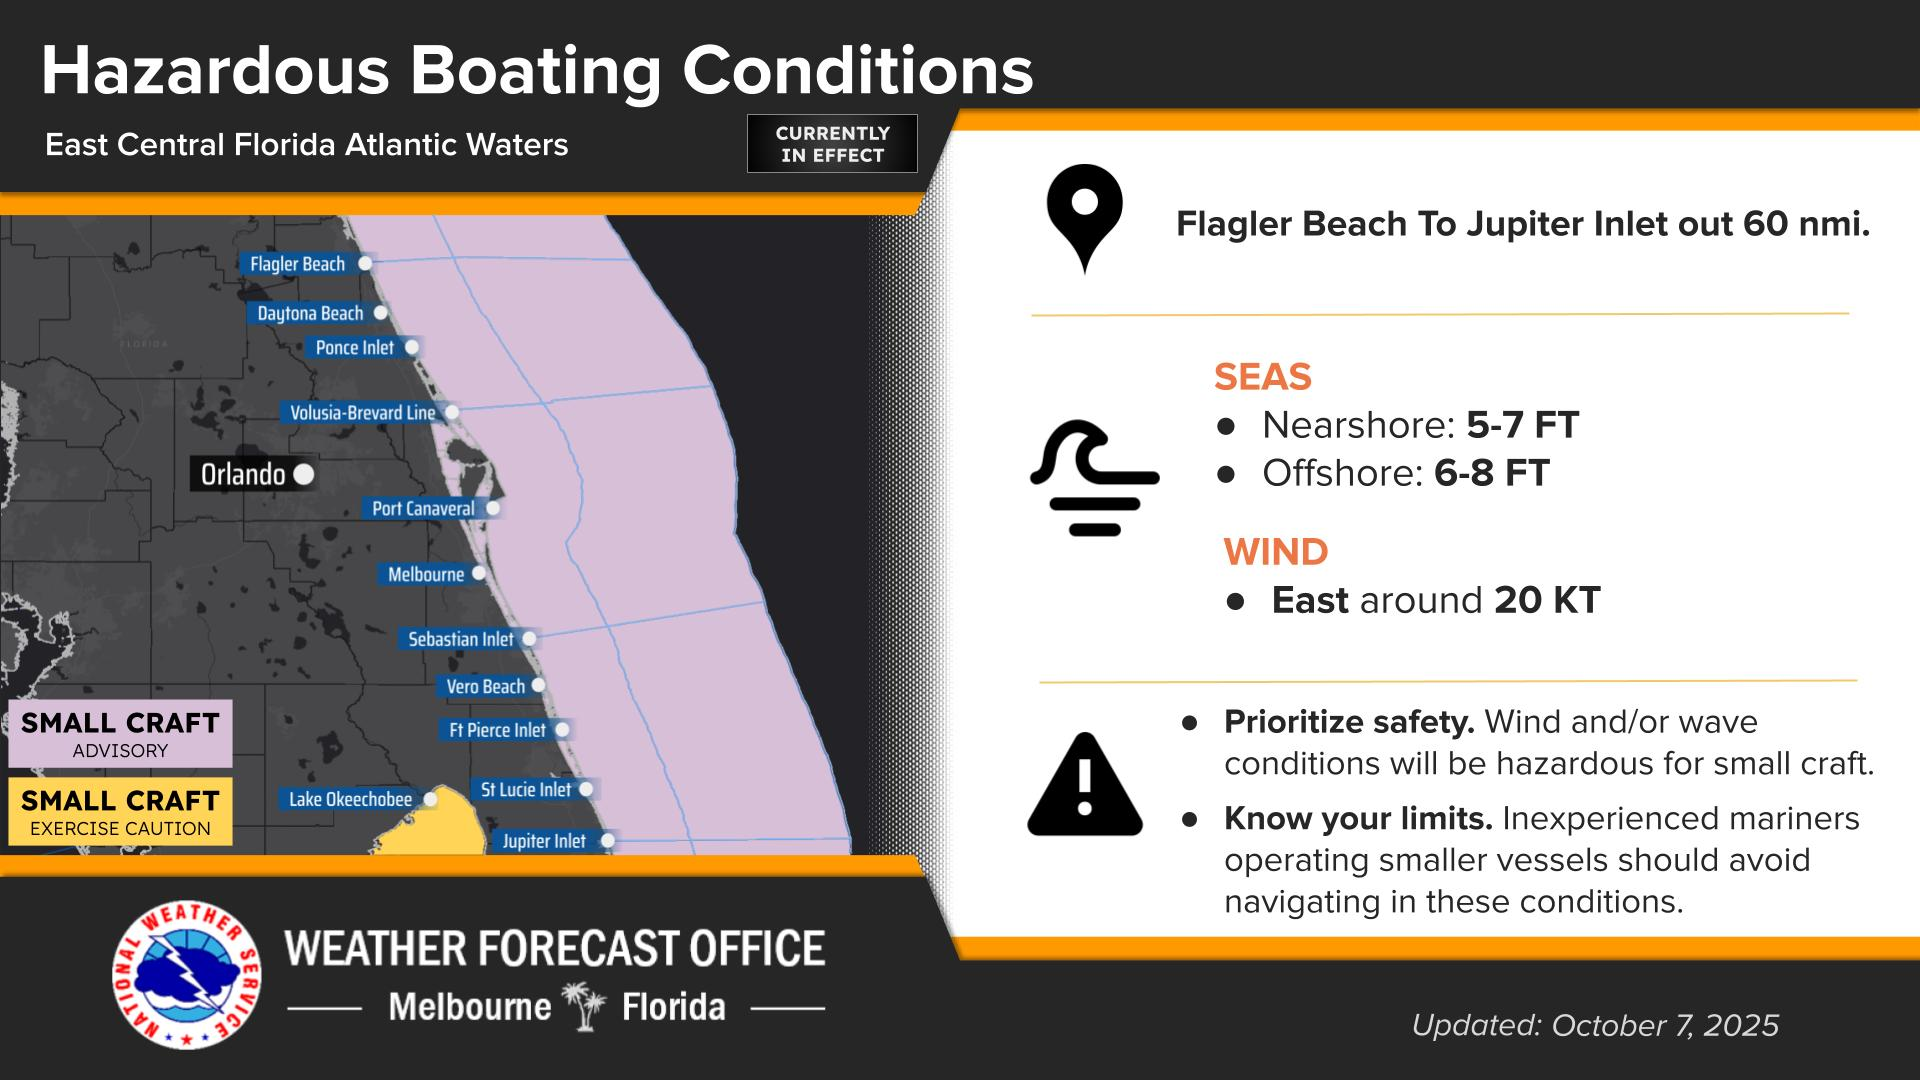 Hazardous Boating Conditions
East Central Florida Atlantic Waters
CURRENTLY
IN EFFECT
Flagler Beach
Daytona Beach
FLORIDA
Ponce Inlet
Volusia-Brevard Line
Orlando
Port Canaveral
Melbourne
Sebastian Inlet
Vero Beach
Ft Pierce Inlet
St Lucie Inlet
Lake Okeechobee
Jupiter Inlet
SMALL CRAFT
ADVISORY
SMALL CRAFT
EXERCISE CAUTION
Flagler Beach To Jupiter Inlet out 60 nmi.
SEAS
● Nearshore: 5-7 FT
● Offshore: 6-8 FT
WIND
● East around 20 KT
● Prioritize safety. Wind and/or wave
conditions will be hazardous for small craft.
● Know your limits. Inexperienced mariners
operating smaller vessels should avoid
navigating in these conditions.
NATIONAL WEATHER SERVICE
WEATHER FORECAST OFFICE
Melbourne Florida
Updated: October 7, 2025